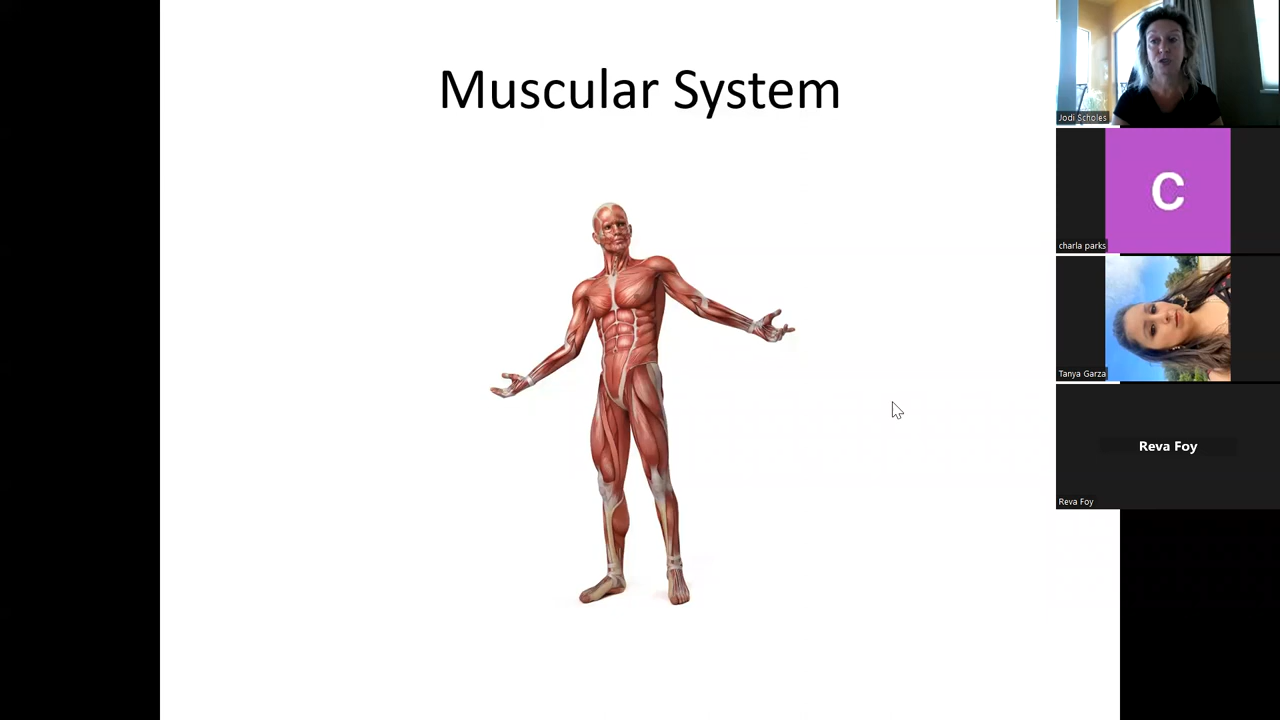 Muscular System
Jodi Scholes
C
charla parks
Tanya Garza
Reva Foy
Reva Foy